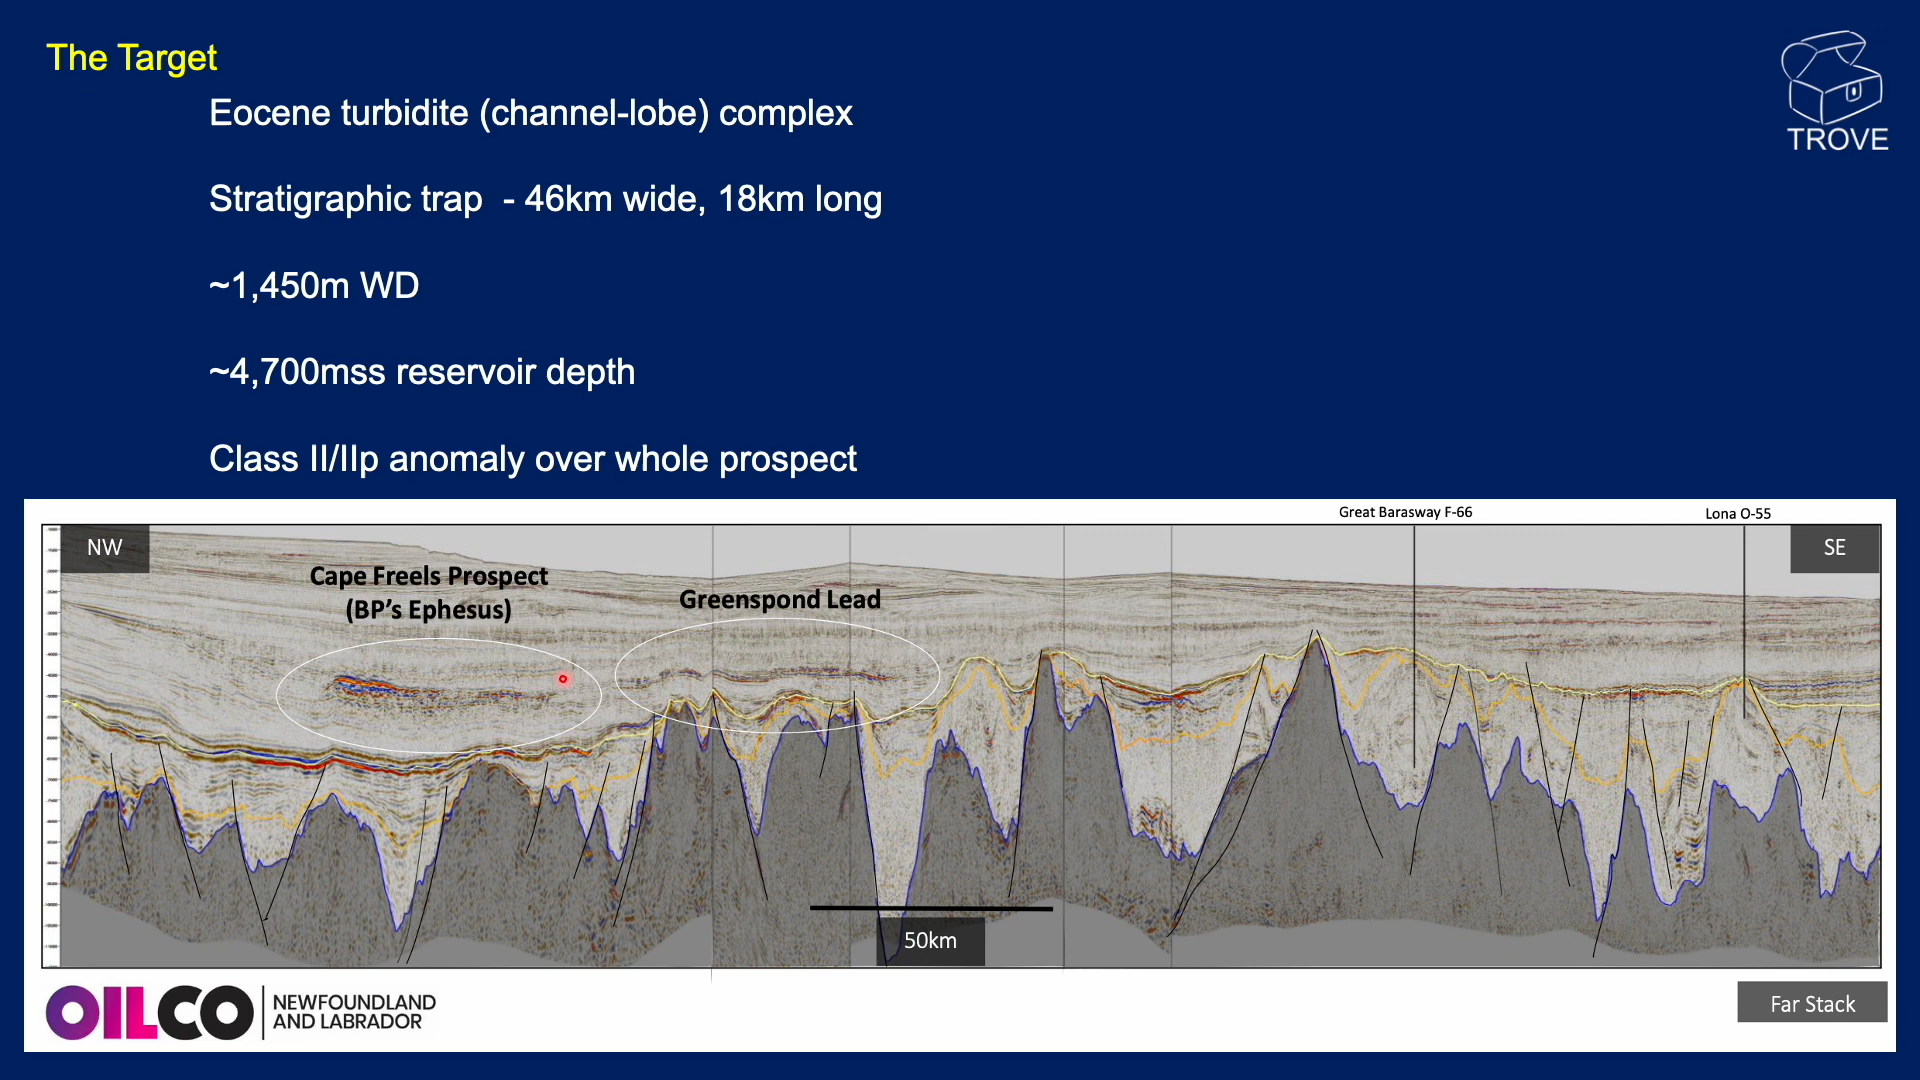 The Target
TROVE
Eocene turbidite (channel-lobe) complex
Stratigraphic trap - 46km wide, 18km long
~1,450m WD
~4,700mss reservoir depth
Class II/IIp anomaly over whole prospect
Great Barasway F-66
Lona O-55
NW
SE
Cape Freels Prospect
(BP's Ephesus)
Greenspond Lead
50km
OILCO
NEWFOUNDLAND
AND LABRADOR
Far Stack